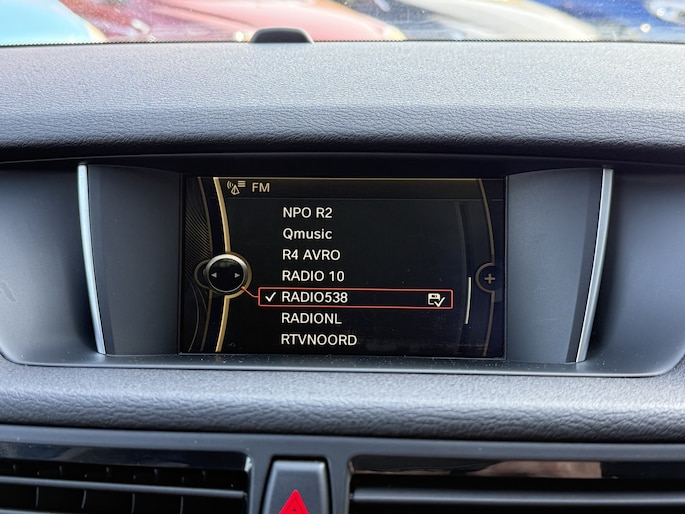 FM
NPO R2
Qmusic
R4 AVRO
RADIO 10
RADIO538
RADIONL
RTVNOORD